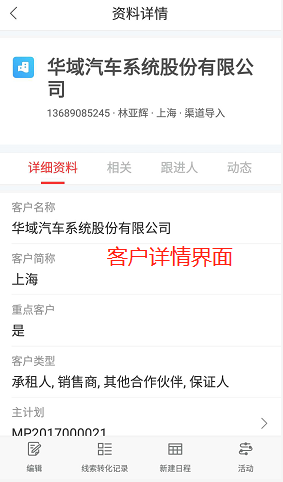 资料详情
华域汽车系统股份有限公
司
13689085245 · 林亚辉 · 上海 · 渠道导入
详细资料 相关 跟进人 动态
客户名称
华域汽车系统股份有限公司
客户详情界面
客户简称
上海
重点客户
是
客户类型
承租人, 销售商, 其他合作伙伴, 保证人
主计划
MP2017000021
编辑 线索转化记录 新建日程 活动